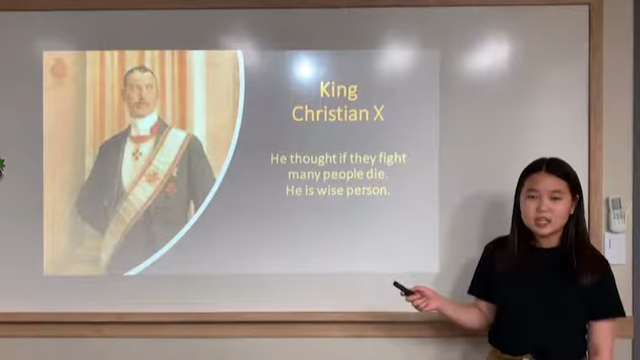 King
Christian X
He thought if they fight
many people die.
He is wise person.